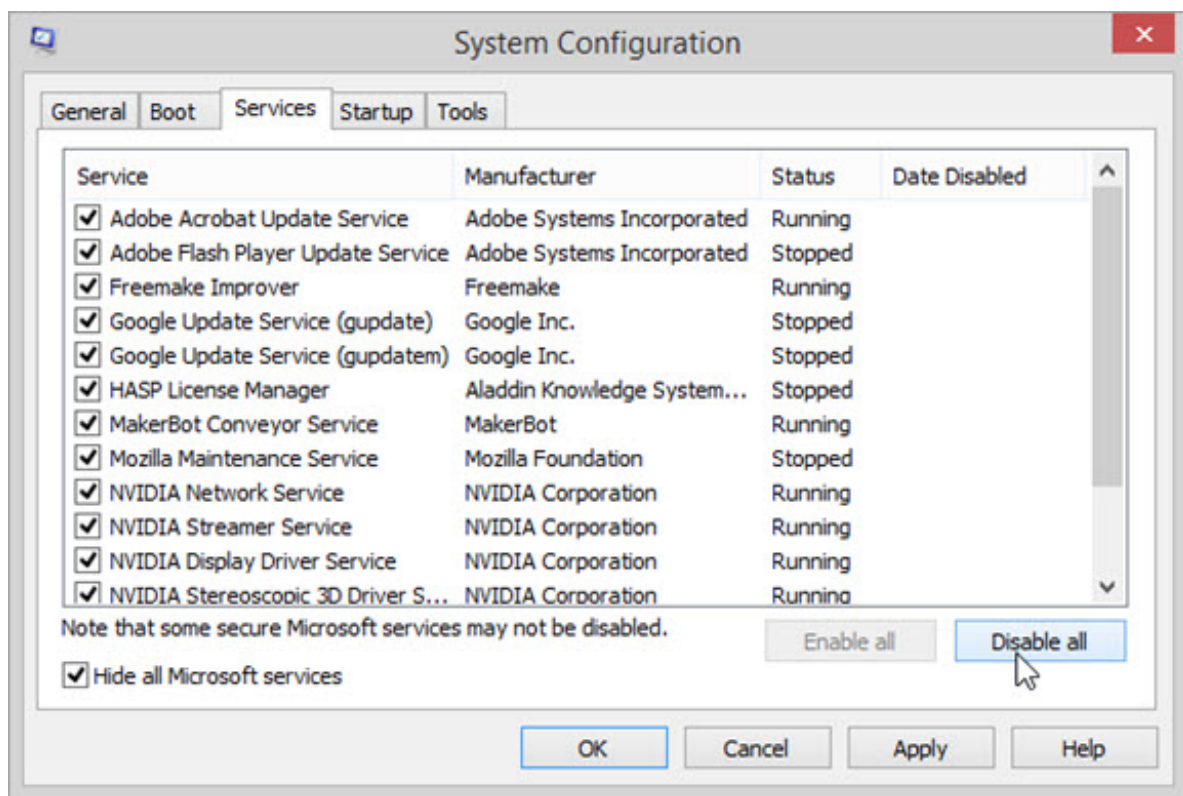 System Configuration
General Boot Services Startup Tools
Service Manufacturer Status Date Disabled
Adobe Acrobat Update Service Adobe Systems Incorporated Running
Adobe Flash Player Update Service Adobe Systems Incorporated Stopped
Freemake Improver Freemake Running
Google Update Service (gupdate) Google Inc. Stopped
Google Update Service (gupdatem) Google Inc. Stopped
HASP License Manager Aladdin Knowledge System... Stopped
MakerBot Conveyor Service MakerBot Running
Mozilla Maintenance Service Mozilla Foundation Stopped
NVIDIA Network Service NVIDIA Corporation Running
NVIDIA Streamer Service NVIDIA Corporation Running
NVIDIA Display Driver Service NVIDIA Corporation Running
NVIDIA Stereoscopic 3D Driver S... NVIDIA Corporation Running
Note that some secure Microsoft services may not be disabled.
Enable all Disable all
Hide all Microsoft services
OK Cancel Apply Help